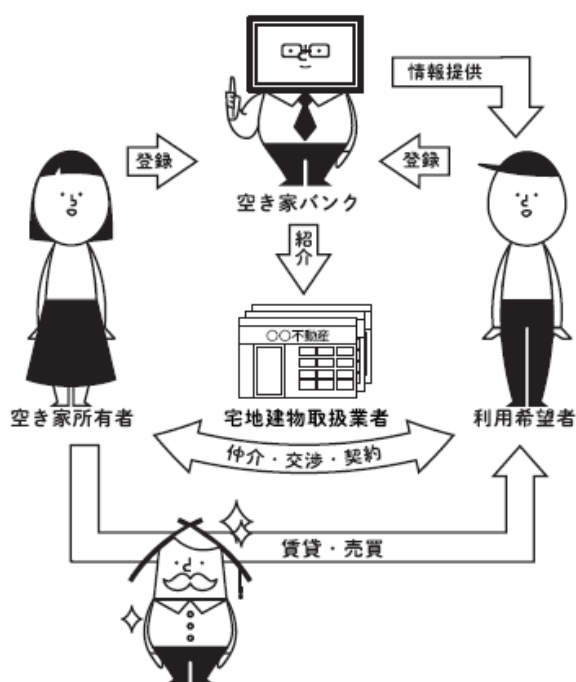 情報提供
登録
登録
空き家バンク
紹介
○○不動産
空き家所有者
宅地建物取扱業者
利用希望者
仲介・交渉・契約
賃貸・売買